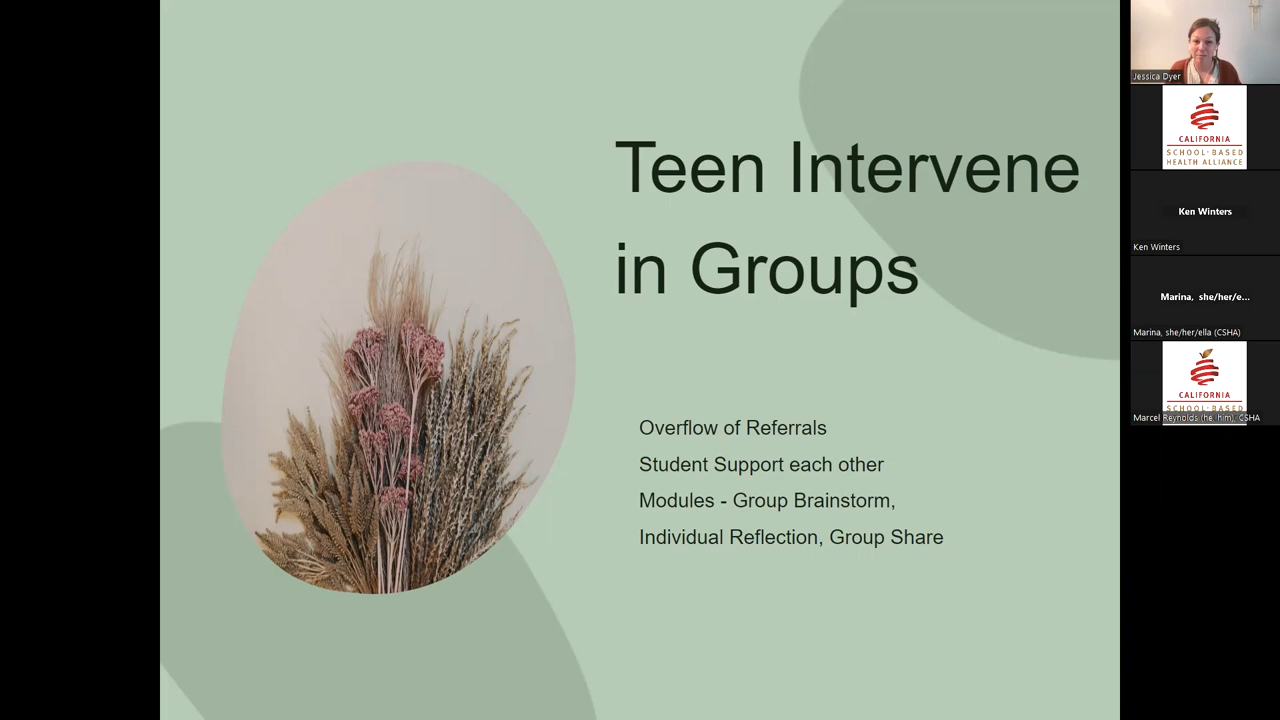 Teen Intervene
in Groups
Overflow of Referrals
Student Support each other
Modules - Group Brainstorm,
Individual Reflection, Group Share
Jessica Dyer
CALIFORNIA
SCHOOL-BASED
HEALTH ALLIANCE
Ken Winters
Ken Winters
Marina, she/her/e...
Marina, she/her/ella (CSHA)
CALIFORNIA
SCHOOL-BASED
Marcel Reynolds (he/him), CSHA